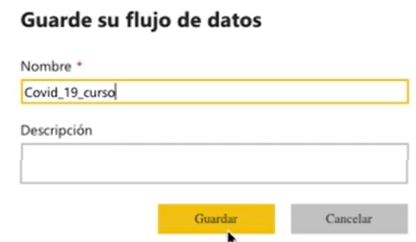 Guarde su flujo de datos
Nombre *
Covid_19_curso
Descripción
Guardar
Cancelar